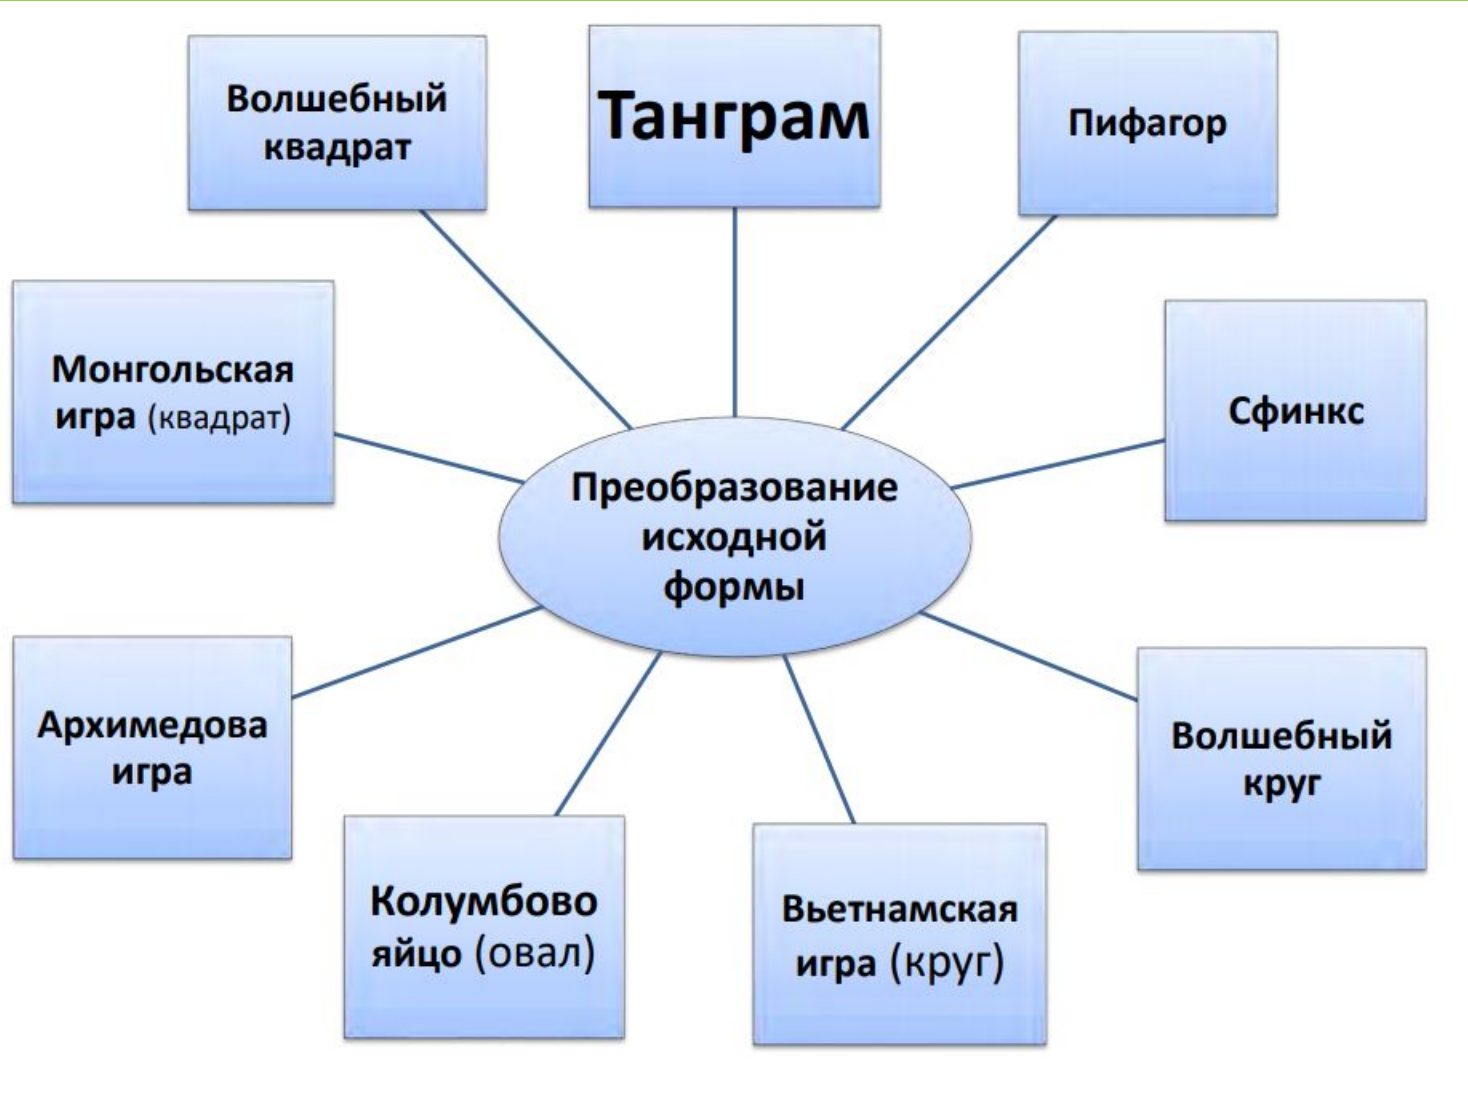 Волшебный
квадрат
Танграм
Пифагор
Монгольская
игра (квадрат)
Сфинкс
Преобразование
исходной
формы
Архимедова
игра
Волшебный
круг
Колумбово
яйцо (овал)
Вьетнамская
игра (круг)